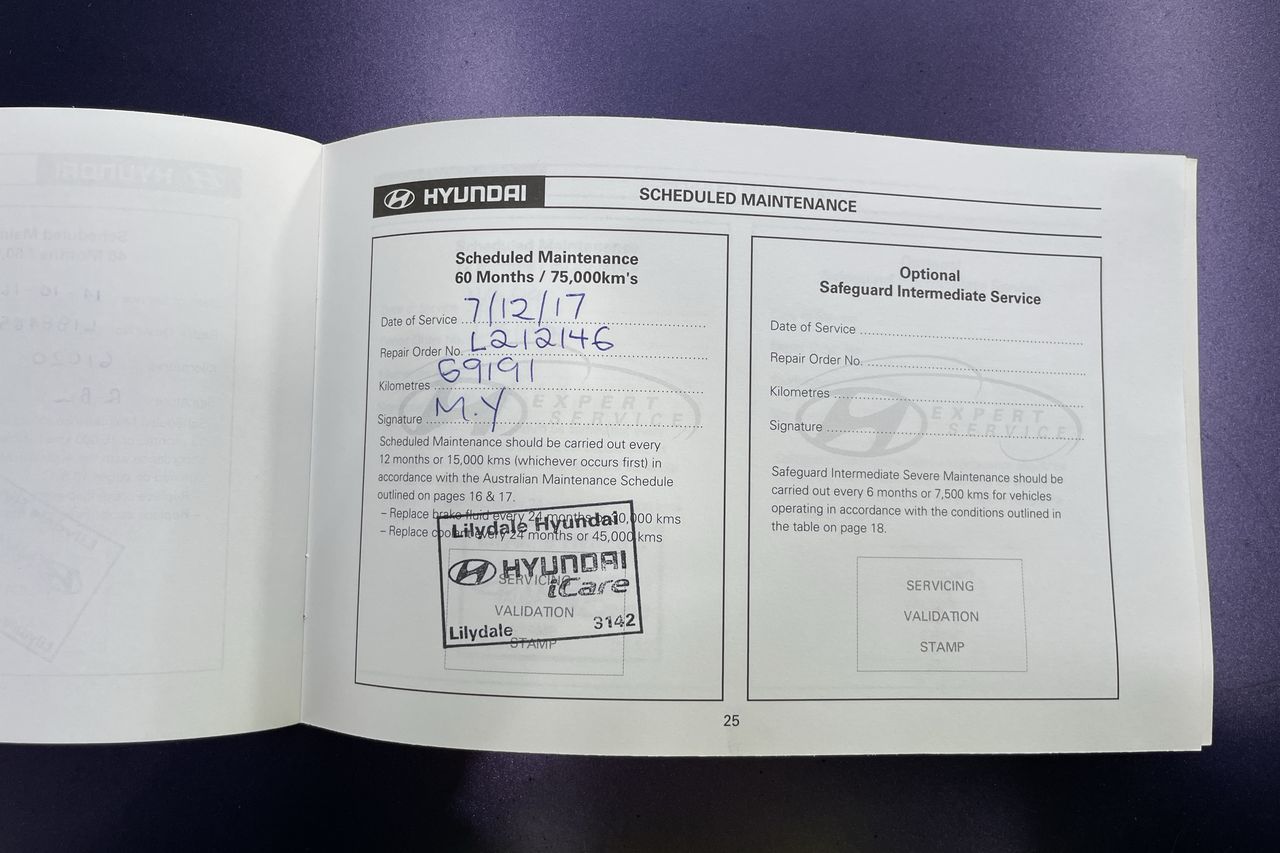 HYUNDAI
SCHEDULED MAINTENANCE
Scheduled Maintenance
60 Months / 75,000km's
Date of Service 7/12/17
Repair Order No. L212146
Kilometres 69191
Signature M.Y
EXPERT
SERVICE
Scheduled Maintenance should be carried out every
12 months or 15,000 kms (whichever occurs first) in
accordance with the Australian Maintenance Schedule
outlined on pages 16 & 17.
– Replace brake fluid every 24 months or 30,000 kms
– Replace coolant every 24 months or 45,000 kms
Lilydale Hyundai
HYUNDAI
iCare
Lilydale 3142
SERVICING
VALIDATION
STAMP
Optional
Safeguard Intermediate Service
Date of Service
Repair Order No.
Kilometres
Signature
EXPERT
SERVICE
Safeguard Intermediate Severe Maintenance should be
carried out every 6 months or 7,500 kms for vehicles
operating in accordance with the conditions outlined in
the table on page 18.
SERVICING
VALIDATION
STAMP
25